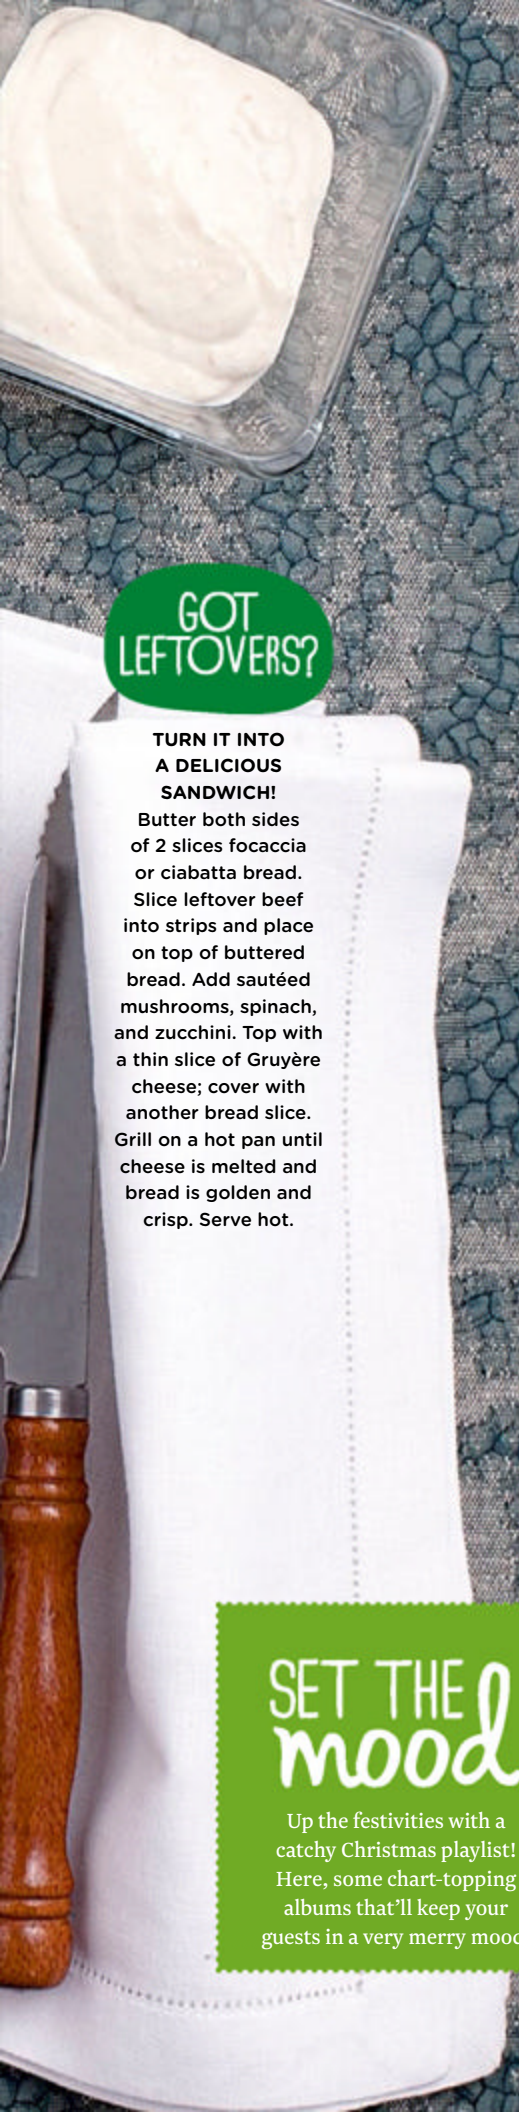 GOT
LEFTOVERS?
TURN IT INTO
A DELICIOUS
SANDWICH!
Butter both sides
of 2 slices focaccia
or ciabatta bread.
Slice leftover beef
into strips and place
on top of buttered
bread. Add sautéed
mushrooms, spinach,
and zucchini. Top with
a thin slice of Gruyère
cheese; cover with
another bread slice.
Grill on a hot pan until
cheese is melted and
bread is golden and
crisp. Serve hot.
SET THE
mood
Up the festivities with a
catchy Christmas playlist!
Here, some chart-topping
albums that’ll keep your
guests in a very merry mood